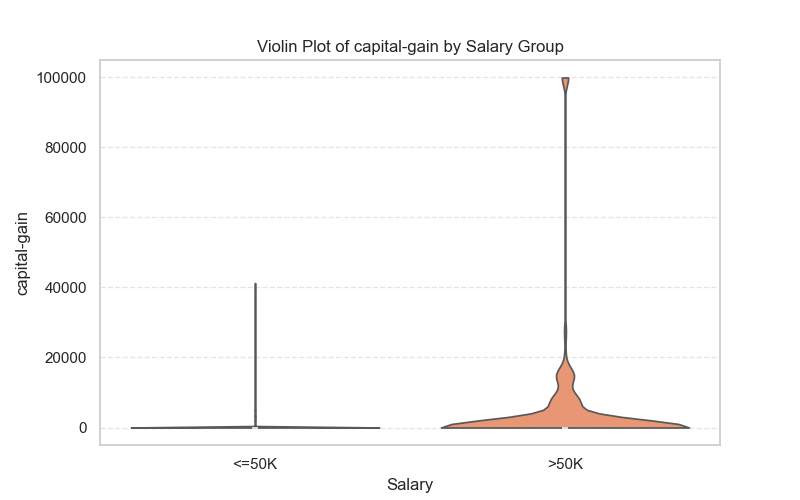 Violin Plot of capital-gain by Salary Group
100000
80000
60000
40000
20000
0
capital-gain
<=50K
>50K
Salary